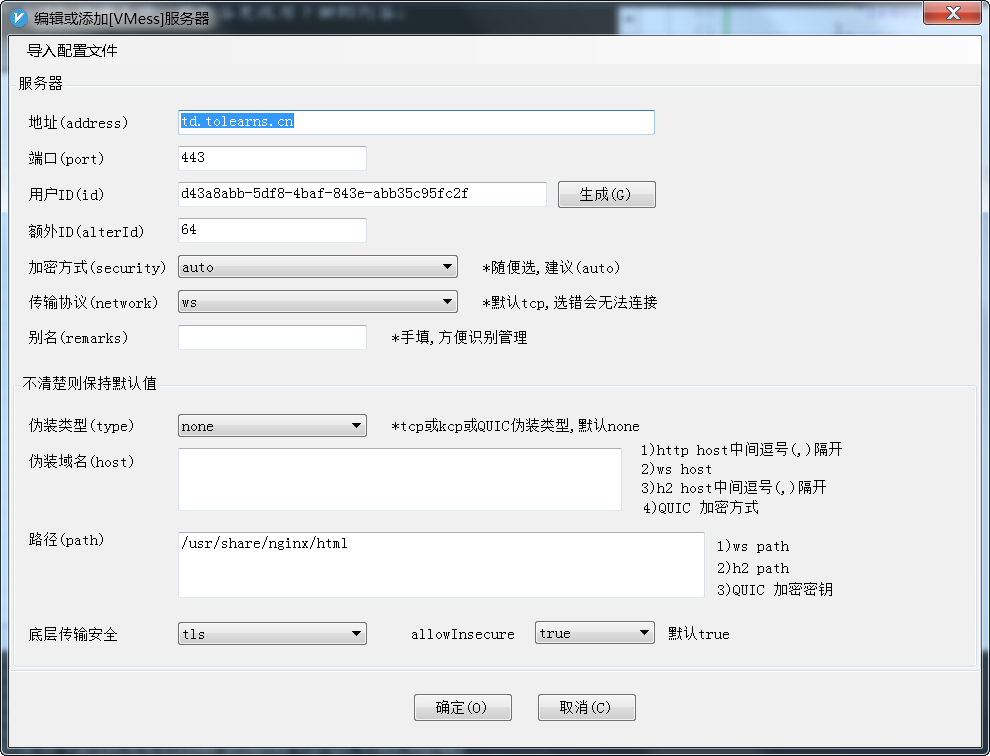 编辑或添加[VMess]服务器
导入配置文件
服务器
地址(address) td.tolearns.cn
端口(port) 443
用户ID(id) d43a8abb-5df8-4baf-843e-abb35c95fc2f 生成(G)
额外ID(alterId) 64
加密方式(security) auto *随便选,建议(auto)
传输协议(network) ws *默认tcp,选错会无法连接
别名(remarks) *手填,方便识别管理
不清楚则保持默认值
伪装类型(type) none *tcp或kcp或QUIC伪装类型,默认none
伪装域名(host) 1)http host中间逗号(,)隔开
2)ws host
3)h2 host中间逗号(,)隔开
4)QUIC 加密方式
路径(path) /usr/share/nginx/html 1)ws path
2)h2 path
3)QUIC 加密密钥
底层传输安全 tls allowInsecure true 默认true
确定(O) 取消(C)